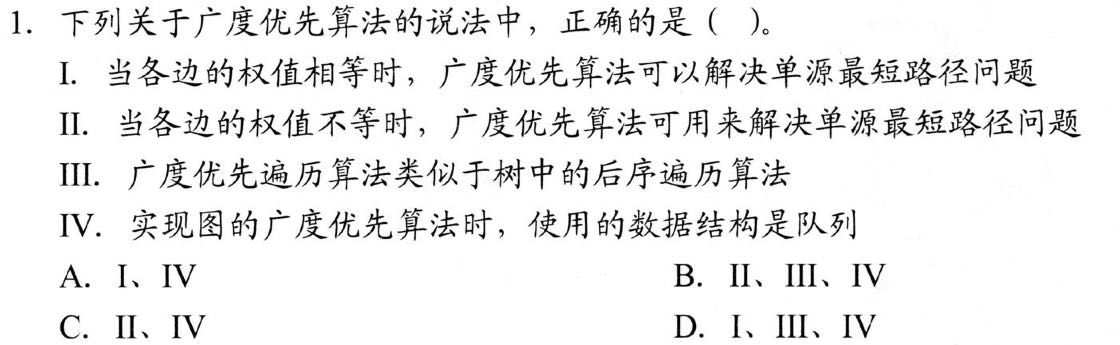 1. 下列关于广度优先算法的说法中，正确的是（ ）。
I. 当各边的权值相等时，广度优先算法可以解决单源最短路径问题
II. 当各边的权值不等时，广度优先算法可用来解决单源最短路径问题
III. 广度优先遍历算法类似于树中的后序遍历算法
IV. 实现图的广度优先算法时，使用的数据结构是队列
A. I、IV B. II、III、IV
C. II、IV D. I、III、IV